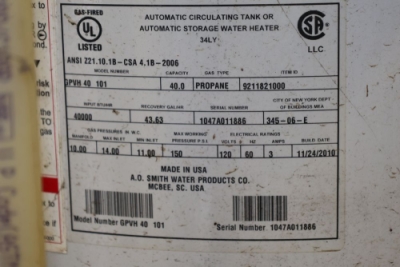 AUTOMATIC CIRCULATING TANK OR
AUTOMATIC STORAGE WATER HEATER
34LY
UL
LISTED
SA
LLC
ANSI Z21.10.1B-CSA 4.1B-2006
MODEL NUMBER CAPACITY GAS TYPE ITEM ID
GPVH 40 101 40.0 PROPANE 9211821000
INPUT BTU/HR RECOVERY SERIAL NUMBER CITY OF NEW YORK DEPT
OF BUILDINGS-MEA
40000 43.63 1047A011886 345-06-E
GAS PRESSURES IN W.C. MAX WORKING ELECTRICAL RATINGS
MANIFOLD MAX INLET MIN INLET PRESSURE P.S.I. VOLTS HZ AMPS BUILD DATE
10.00 14.00 11.00 150 120 60 3 11/24/2010
MADE IN USA
A.O. SMITH WATER PRODUCTS CO.
MCBEE, SC. USA
Model Number GPVH 40 101
Serial Number 1047A011886